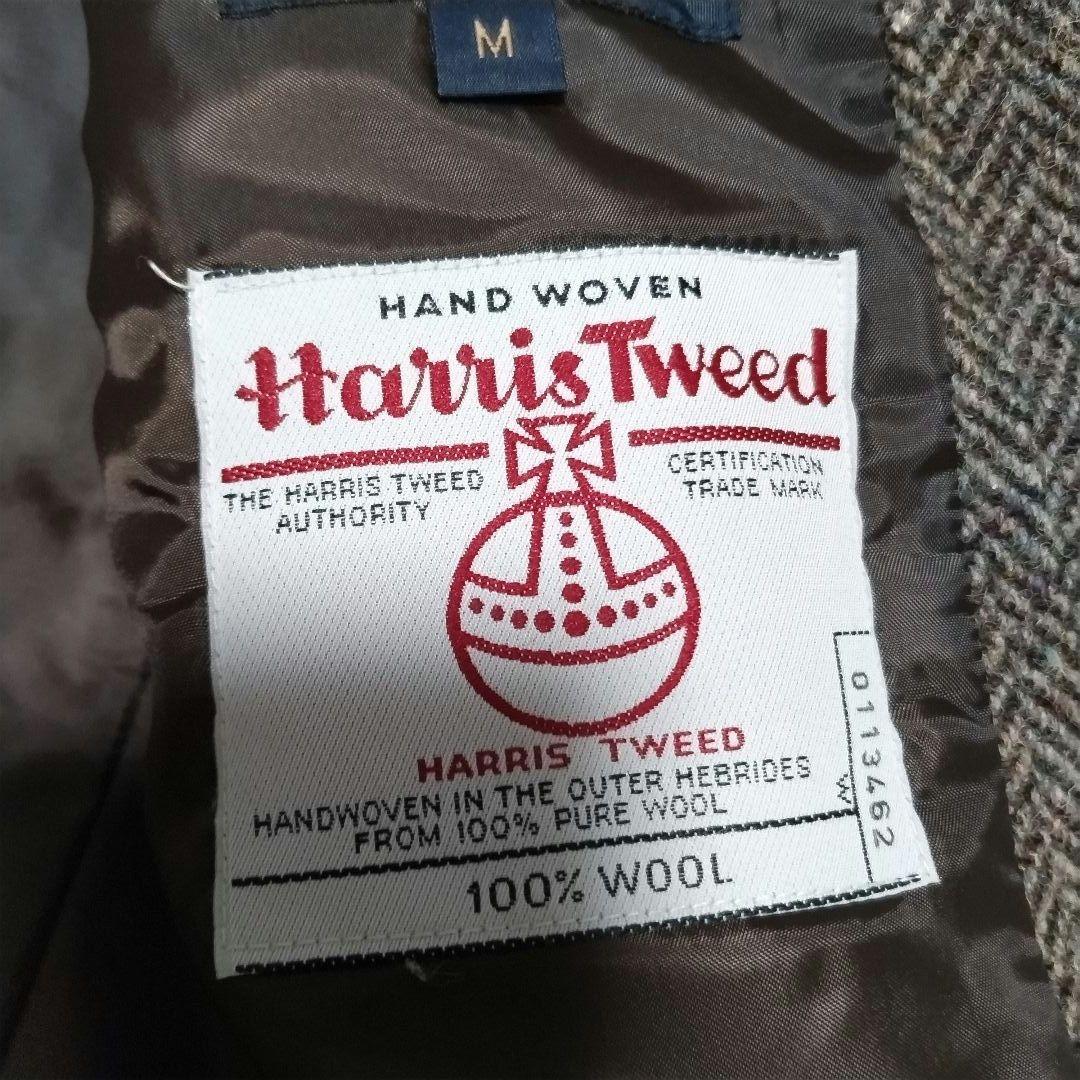 M
HAND WOVEN
Harris Tweed
THE HARRIS TWEED
AUTHORITY
CERTIFICATION
TRADE MARK
HARRIS TWEED
HANDWOVEN IN THE OUTER HEBRIDES
FROM 100% PURE WOOL
100% WOOL
W
0113462